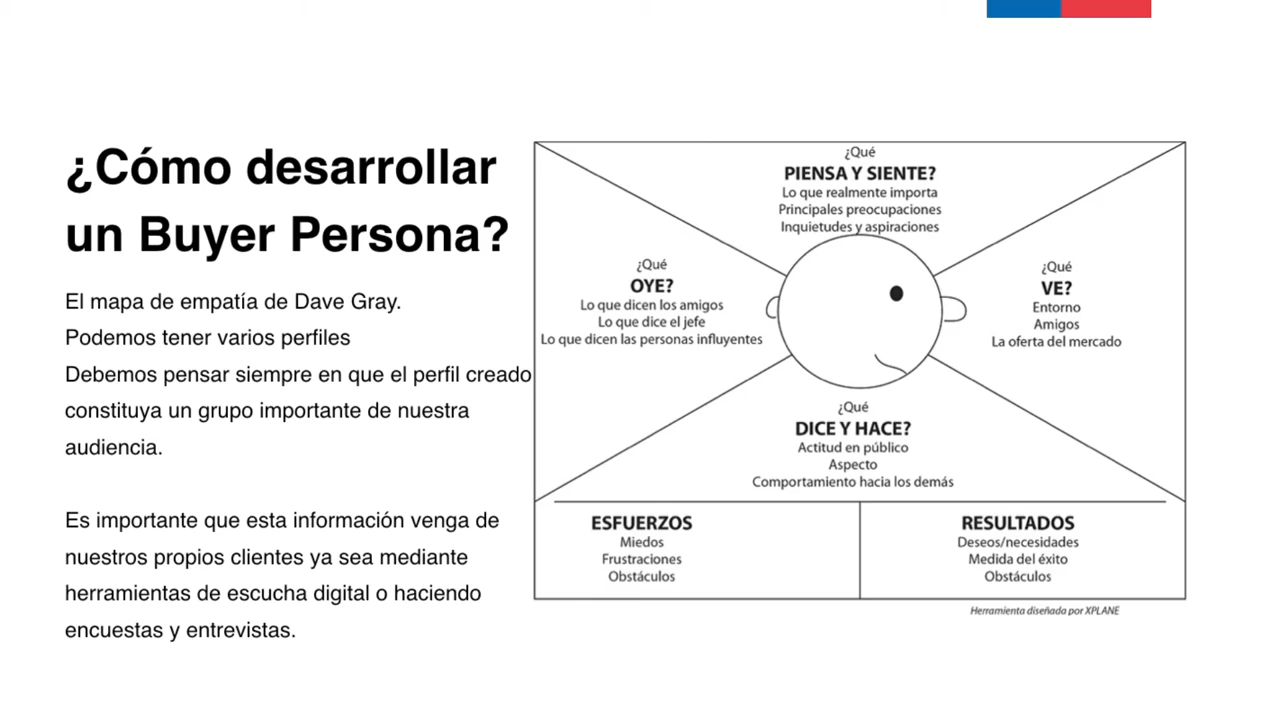 ¿Cómo desarrollar
un Buyer Persona?
El mapa de empatía de Dave Gray.
Podemos tener varios perfiles
Debemos pensar siempre en que el perfil creado
constituya un grupo importante de nuestra
audiencia.
Es importante que esta información venga de
nuestros propios clientes ya sea mediante
herramientas de escucha digital o haciendo
encuestas y entrevistas.
¿Qué
PIENSA Y SIENTE?
Lo que realmente importa
Principales preocupaciones
Inquietudes y aspiraciones
¿Qué
OYE?
Lo que dicen los amigos
Lo que dice el jefe
Lo que dicen las personas influyentes
¿Qué
VE?
Entorno
Amigos
La oferta del mercado
¿Qué
DICE Y HACE?
Actitud en público
Aspecto
Comportamiento hacia los demás
ESFUERZOS
Miedos
Frustraciones
Obstáculos
RESULTADOS
Deseos/necesidades
Medida del éxito
Obstáculos
Herramienta diseñada por XPLANE